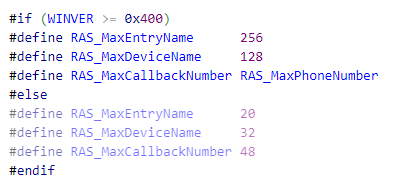 #if (WINVER >= 0x400)
#define RAS_MaxEntryName 256
#define RAS_MaxDeviceName 128
#define RAS_MaxCallbackNumber RAS_MaxPhoneNumber
#else
#define RAS_MaxEntryName 20
#define RAS_MaxDeviceName 32
#define RAS_MaxCallbackNumber 48
#endif